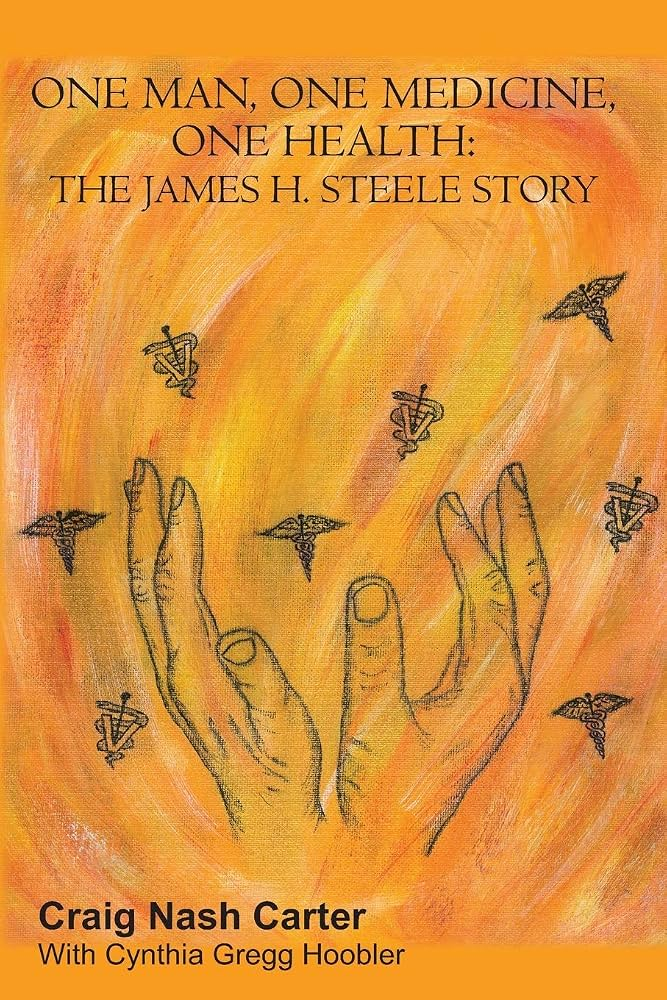 ONE MAN, ONE MEDICINE,
ONE HEALTH:
THE JAMES H. STEELE STORY
Craig Nash Carter
With Cynthia Gregg Hoobler